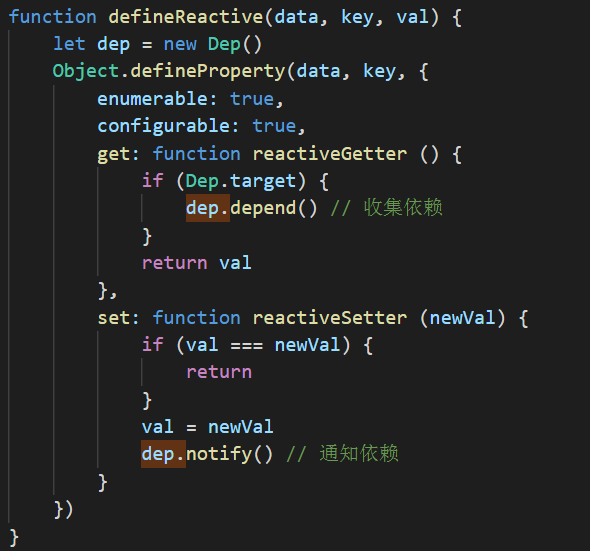 function defineReactive(data, key, val) {
    let dep = new Dep()
    Object.defineProperty(data, key, {
        enumerable: true,
        configurable: true,
        get: function reactiveGetter () {
            if (Dep.target) {
                dep.depend() // 收集依赖
            }
            return val
        },
        set: function reactiveSetter (newVal) {
            if (val === newVal) {
                return
            }
            val = newVal
            dep.notify() // 通知依赖
        }
    })
}